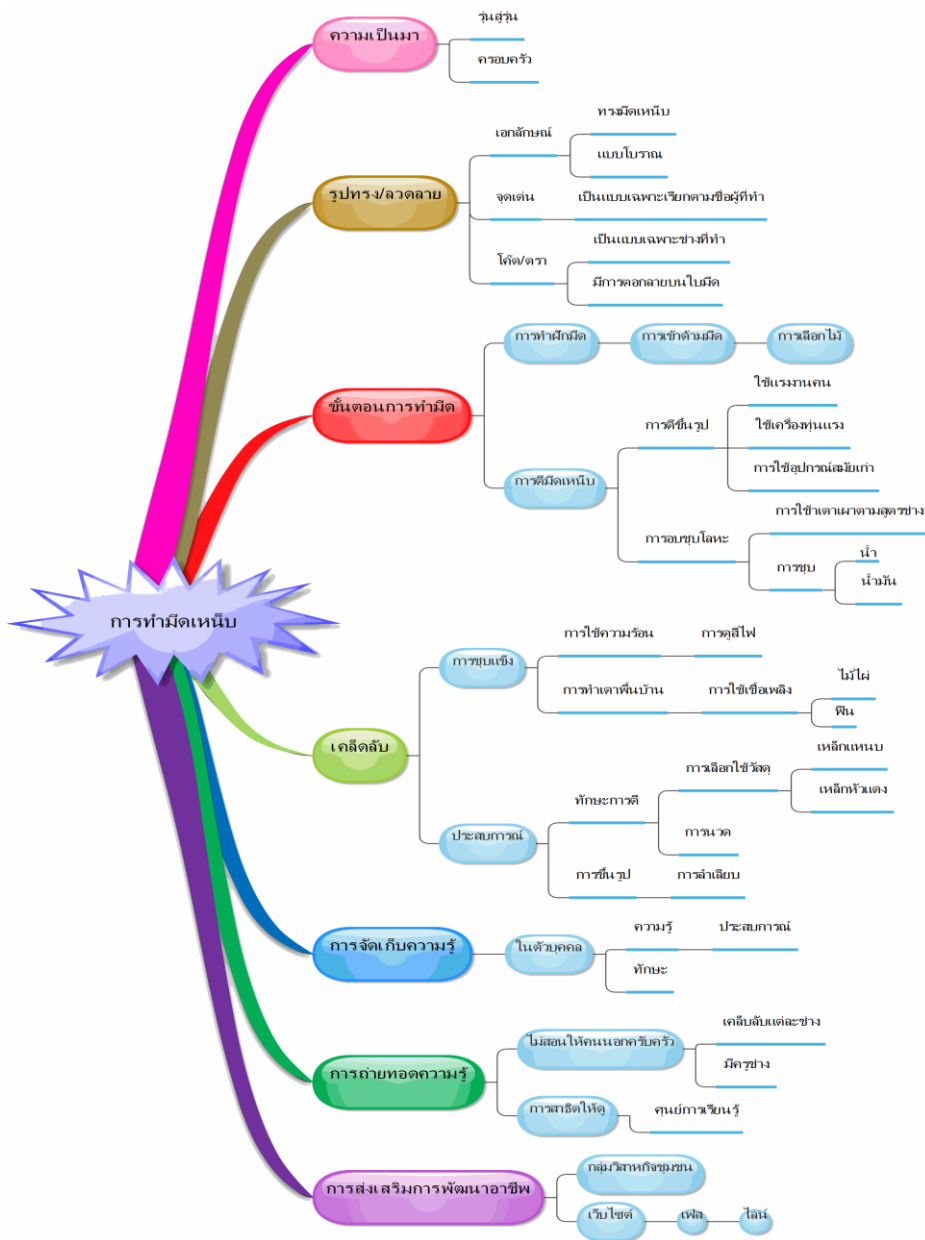 รุ่นสู่รุ่น
ความเป็นมา
ครอบครัว
ทรงมีดเหน็บ
เอกลักษณ์
แบบโบราณ
รูปทรง/ลวดลาย
จุดเด่น
เป็นแบบเฉพาะเรียกตามชื่อผู้ที่ทำ
เป็นแบบเฉพาะช่างที่ทำ
โค๊ต/ตรา
มีการตอกลายบนใบมีด
การทำฝักมีด
การเข้าด้ามมีด
การเลือกไม้
ขั้นตอนการทำมีด
ใช้แรงงานคน
การตีขึ้นรูป
ใช้เครื่องทุ่นแรง
การใช้อุปกรณ์สมัยเก่า
การตีมีดเหน็บ
การใช้เตาเผาตามสูตรช่าง
การอบชุบโลหะ
การชุบ
น้ำ
น้ำมัน
การทำมีดเหน็บ
การชุบแข็ง
การใช้ความร้อน
การดูสีไฟ
การทำเตาพื้นบ้าน
การใช้เชื้อเพลิง
ไม้ไผ่
ฟืน
เคล็ดลับ
เหล็กแหนบ
การเลือกใช้วัสดุ
เหล็กหัวแดง
ทักษะการตี
การนวด
ประสบการณ์
การขึ้นรูป
การลำเลียบ
การจัดเก็บความรู้
ในตัวบุคคล
ความรู้
ประสบการณ์
ทักษะ
เคล็บลับแต่ละช่าง
ไม่สอนให้คนนอกครับครัว
มีครูช่าง
การถ่ายทอดความรู้
การสาธิตให้ดู
ศูนย์การเรียนรู้
กลุ่มวิสาหกิจชุมชน
การส่งเสริมการพัฒนาอาชีพ
เว็บไซต์
เฟส
ไลน์